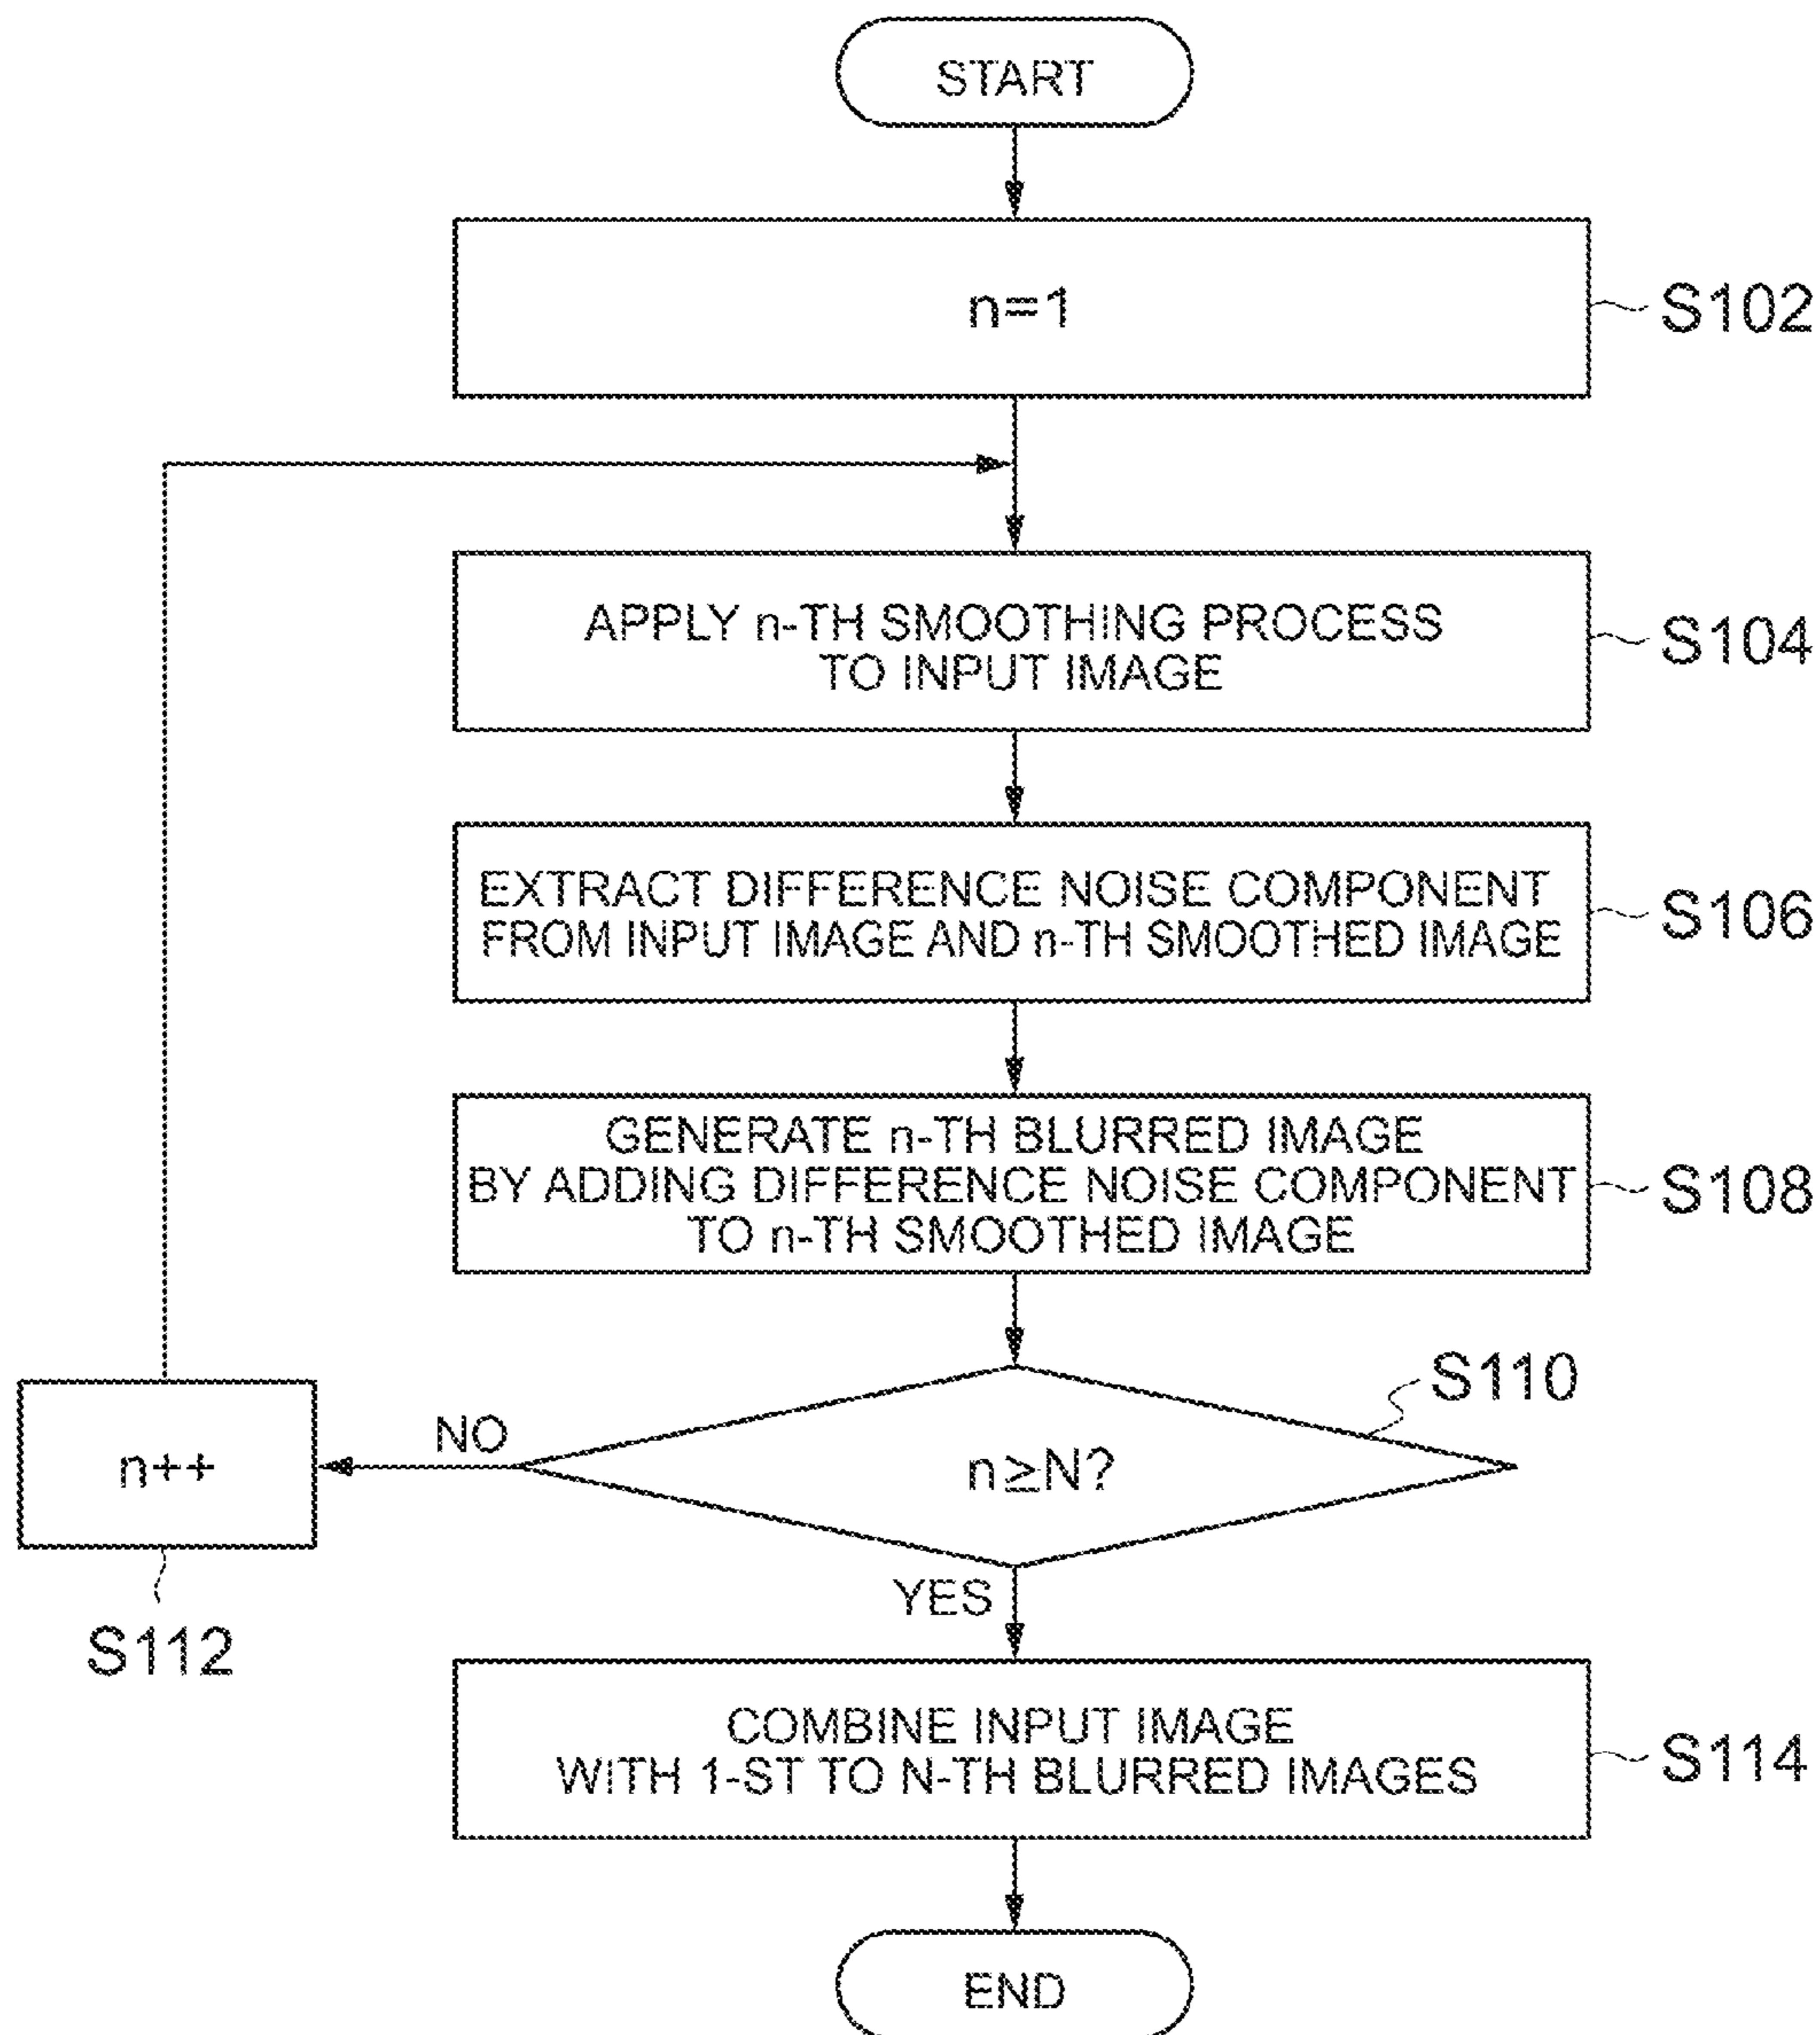 START
n=1
S102
APPLY n-TH SMOOTHING PROCESS
TO INPUT IMAGE
S104
EXTRACT DIFFERENCE NOISE COMPONENT
FROM INPUT IMAGE AND n-TH SMOOTHED IMAGE
S106
GENERATE n-TH BLURRED IMAGE
BY ADDING DIFFERENCE NOISE COMPONENT
TO n-TH SMOOTHED IMAGE
S108
S110
n≥N?
NO
n++
S112
YES
COMBINE INPUT IMAGE
WITH 1-ST TO N-TH BLURRED IMAGES
S114
END